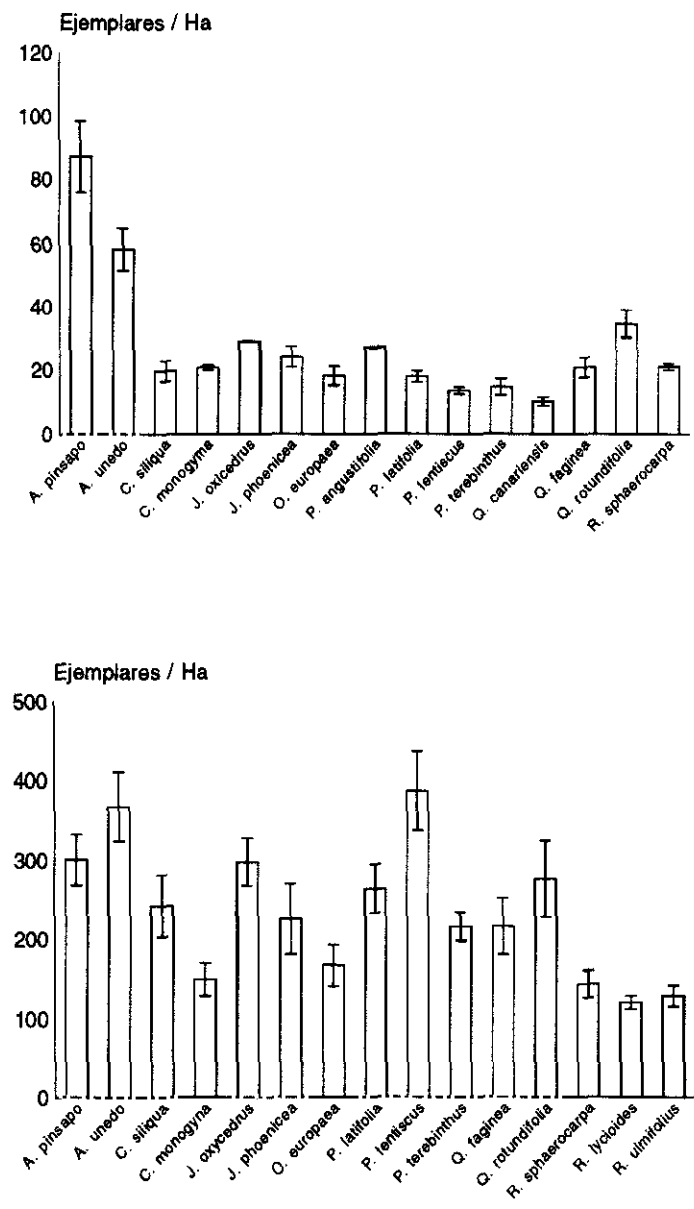 Ejemplares / Ha
120
100
80
60
40
20
0
A. pinsapo
A. unedo
C. siliqua
C. monogyma
J. oxicedrus
J. phoenicea
O. europaea
P. angustifolia
P. latifolia
P. lentiecus
P. terebinthus
Q. canariensis
Q. faginea
Q. rotundifolia
R. sphaerocarpa
Ejemplares / Ha
500
400
300
200
100
0
A. pinsapo
A. unedo
C. siliqua
C. monogyna
J. oxycedrus
J. phoenicea
O. europaea
P. latifolia
P. lentiscus
P. terebinthus
Q. faginea
Q. rotundifolia
R. sphaerocarpa
R. lycioides
R. ulmifolius